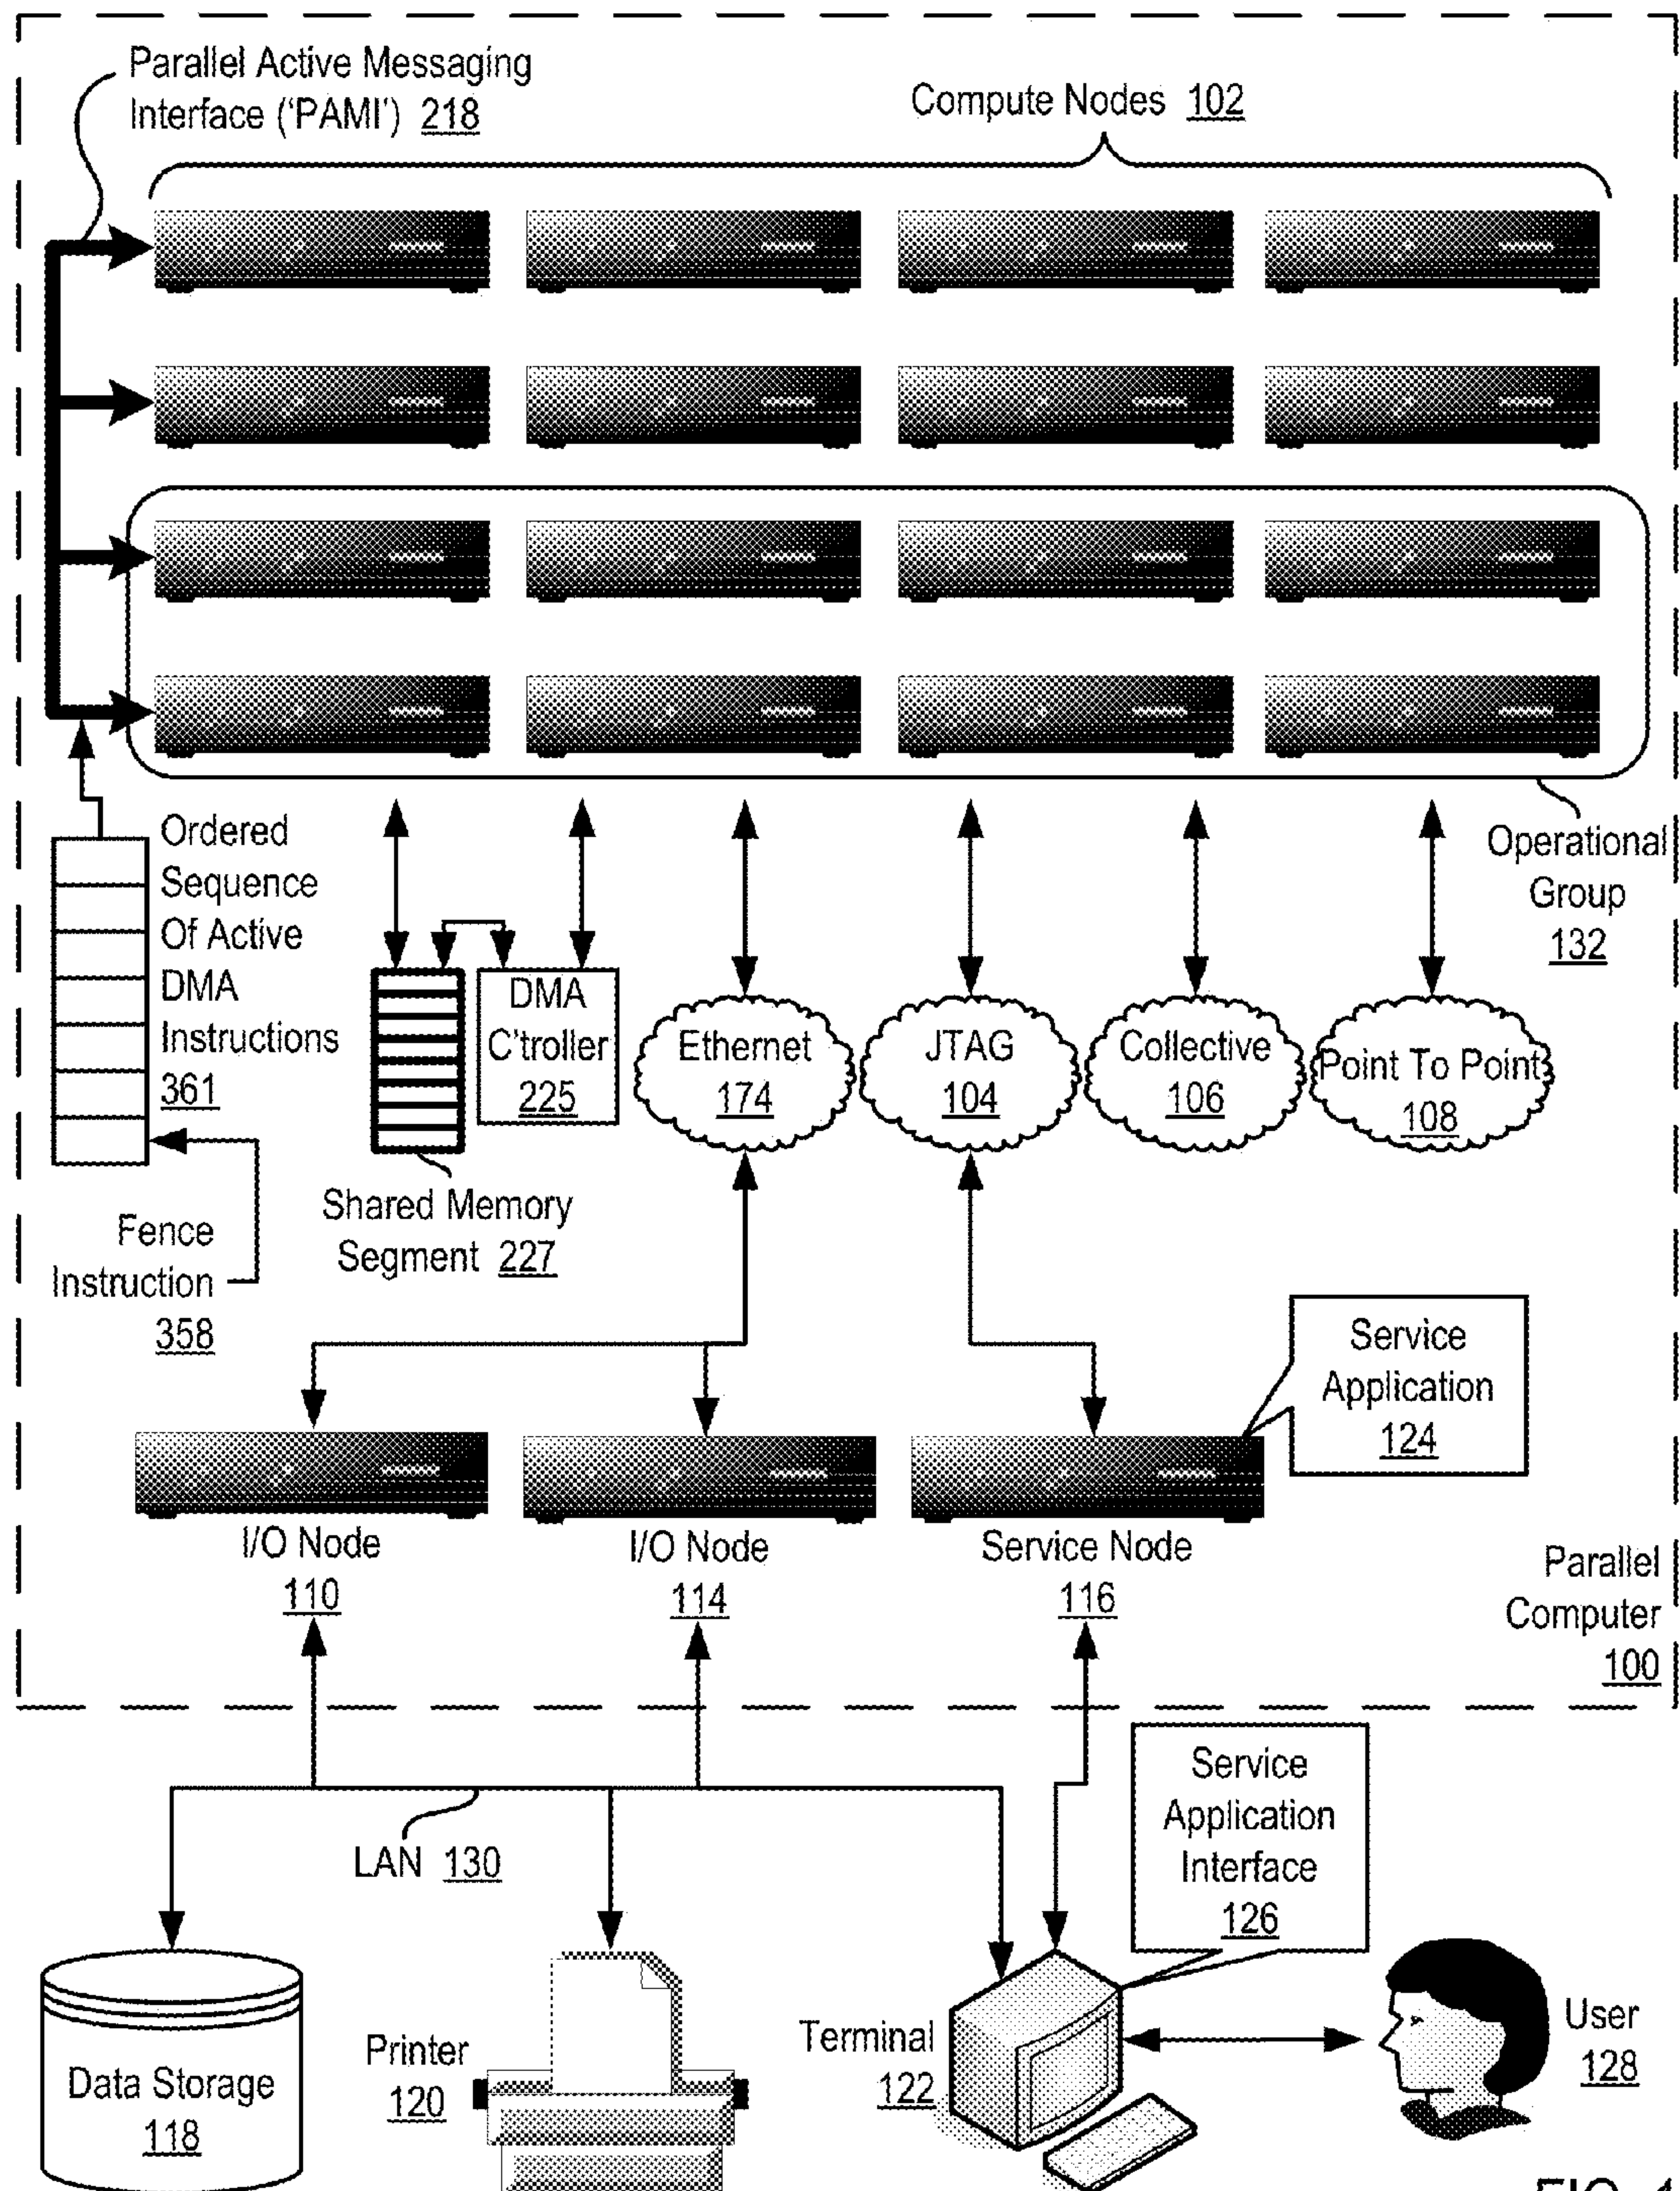 Parallel Active Messaging
Interface (‘PAMI’) 218
Compute Nodes 102
Ordered
Sequence
Of Active
DMA
Instructions
361
Operational
Group
132
DMA
C'troller
225
Ethernet
174
JTAG
104
Collective
106
Point To Point
108
Shared Memory
Segment 227
Fence
Instruction
358
Service
Application
124
I/O Node
110
I/O Node
114
Service Node
116
Parallel
Computer
100
Service
Application
Interface
126
LAN 130
Data Storage
118
Printer
120
Terminal
122
User
128
FIG. 1